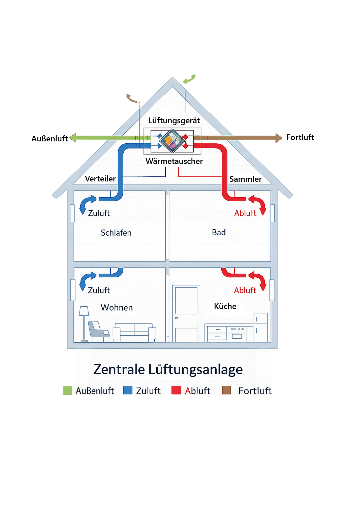 Lüftungsgerät
Außenluft
Fortluft
Wärmetauscher
Verteiler
Sammler
Zuluft
Abluft
Schlafen
Bad
Zuluft
Abluft
Wohnen
Küche
Zentrale Lüftungsanlage
Außenluft Zuluft Abluft Fortluft